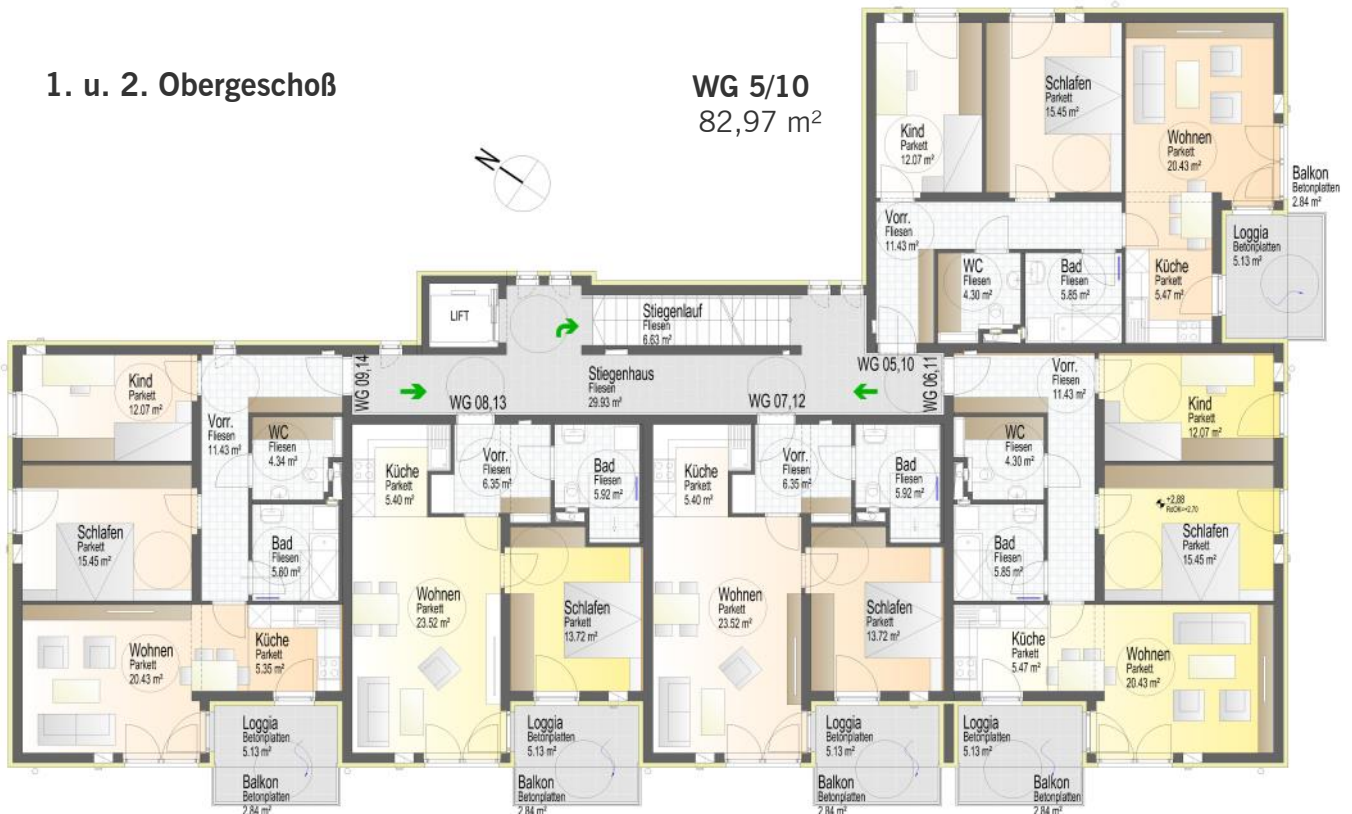 1. u. 2. Obergeschoß
WG 5/10
82,97 m²
N
Kind
Parkett
12.07 m²
Schlafen
Parkett
15.45 m²
Wohnen
Parkett
20.43 m²
Balkon
Betonplatten
2.84 m²
Vorr.
Fliesen
11.43 m²
Loggia
Betonplatten
5.13 m²
WC
Fliesen
4.30 m²
Bad
Fliesen
5.85 m²
Küche
Parkett
5.47 m²
LIFT
Stiegenlauf
Fliesen
6.63 m²
Stiegenhaus
Fliesen
29.93 m²
WG 09,14
WG 08,13
WG 07,12
WG 05,10
WG 06,11
Kind
Parkett
12.07 m²
Vorr.
Fliesen
11.43 m²
WC
Fliesen
4.34 m²
Schlafen
Parkett
15.45 m²
Bad
Fliesen
5.60 m²
Wohnen
Parkett
20.43 m²
Küche
Parkett
5.35 m²
Loggia
Betonplatten
5.13 m²
Balkon
Betonplatten
2.84 m²
Küche
Parkett
5.40 m²
Vorr.
Fliesen
6.35 m²
Bad
Fliesen
5.92 m²
Wohnen
Parkett
23.52 m²
Schlafen
Parkett
13.72 m²
Loggia
Betonplatten
5.13 m²
Balkon
Betonplatten
2.84 m²
Küche
Parkett
5.40 m²
Vorr.
Fliesen
6.35 m²
Bad
Fliesen
5.92 m²
Wohnen
Parkett
23.52 m²
Schlafen
Parkett
13.72 m²
Loggia
Betonplatten
5.13 m²
Balkon
Betonplatten
2.84 m²
Vorr.
Fliesen
11.43 m²
Kind
Parkett
12.07 m²
WC
Fliesen
4.30 m²
+2,88
Schlafen
Parkett
15.45 m²
Bad
Fliesen
5.85 m²
Küche
Parkett
5.47 m²
Wohnen
Parkett
20.43 m²
Loggia
Betonplatten
5.13 m²
Balkon
Betonplatten
2.84 m²